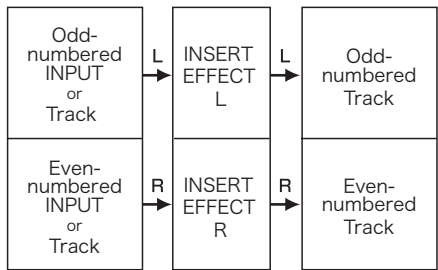 Odd-
numbered
INPUT
or
Track
L
INSERT
EFFECT
L
L
Odd-
numbered
Track
Even-
numbered
INPUT
or
Track
R
INSERT
EFFECT
R
R
Even-
numbered
Track